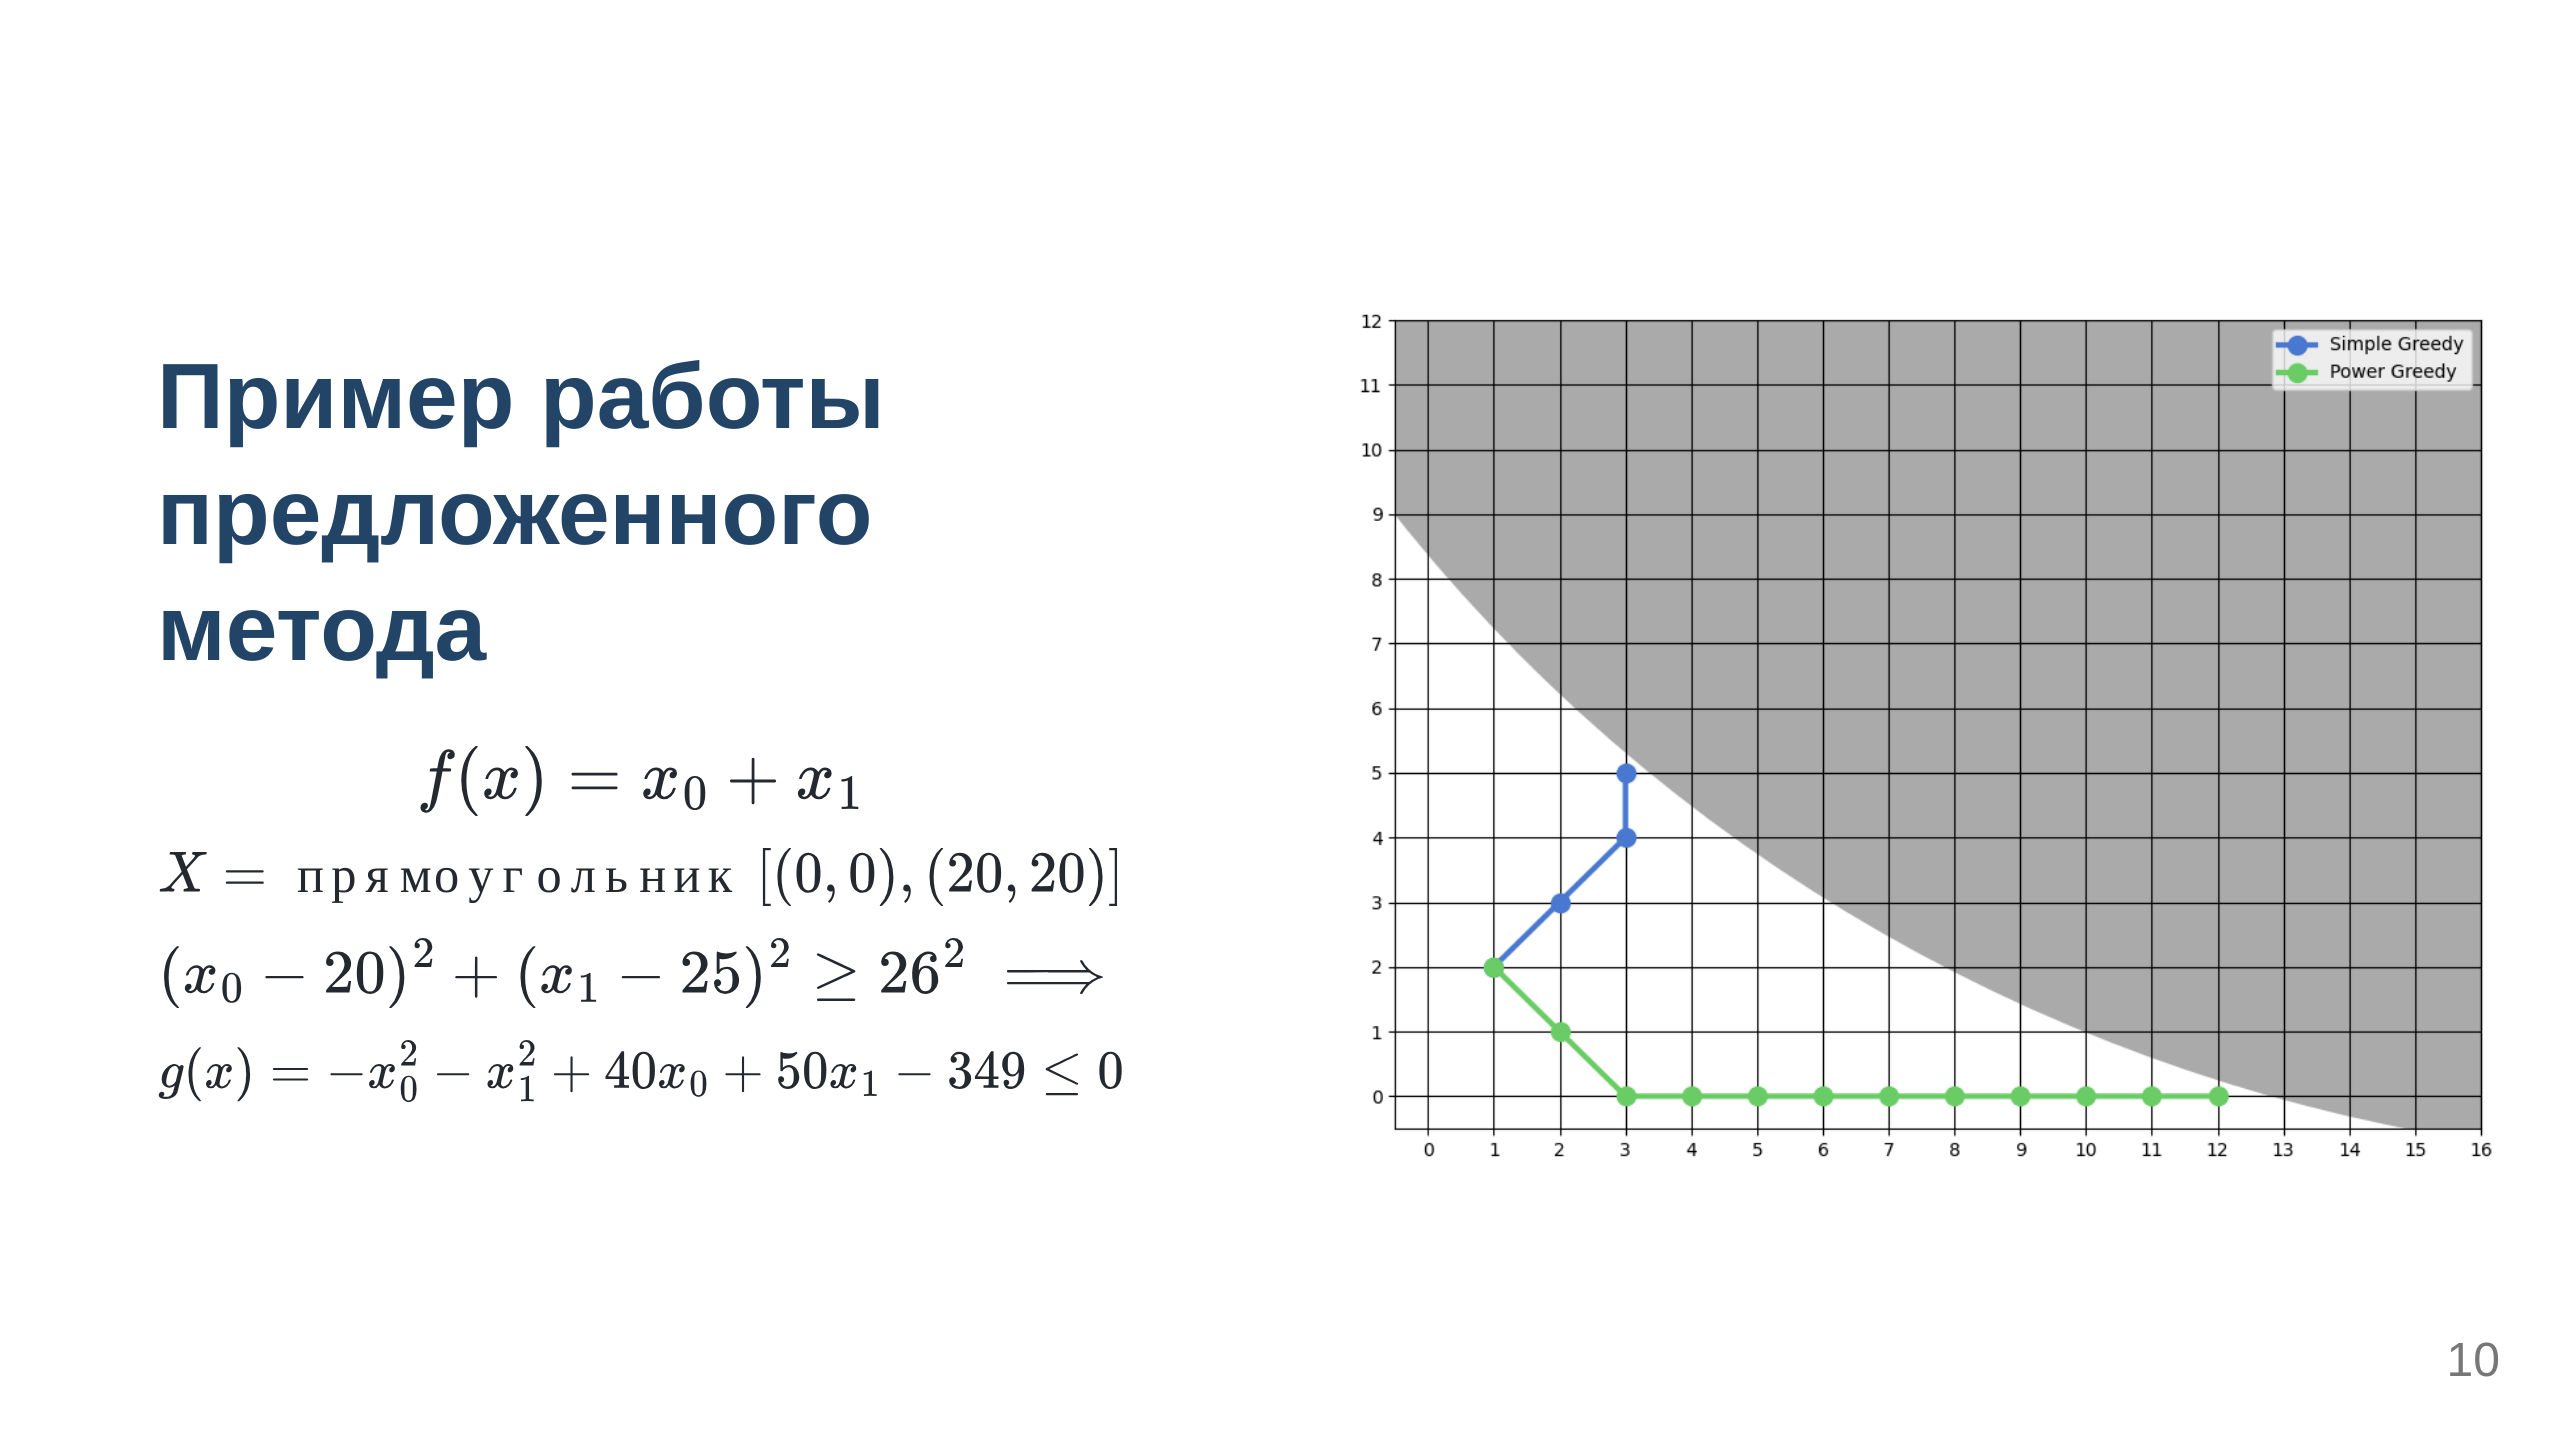 Пример работы
предложенного
метода
f(x) = x₀ + x₁
X = прямоугольник [(0, 0), (20, 20)]
(x₀ − 20)² + (x₁ − 25)² ≥ 26² ⟹
g(x) = −x₀² − x₁² + 40x₀ + 50x₁ − 349 ≤ 0
12
11
10
9
8
7
6
5
4
3
2
1
0
Simple Greedy
Power Greedy
0 1 2 3 4 5 6 7 8 9 10 11 12 13 14 15 16
10